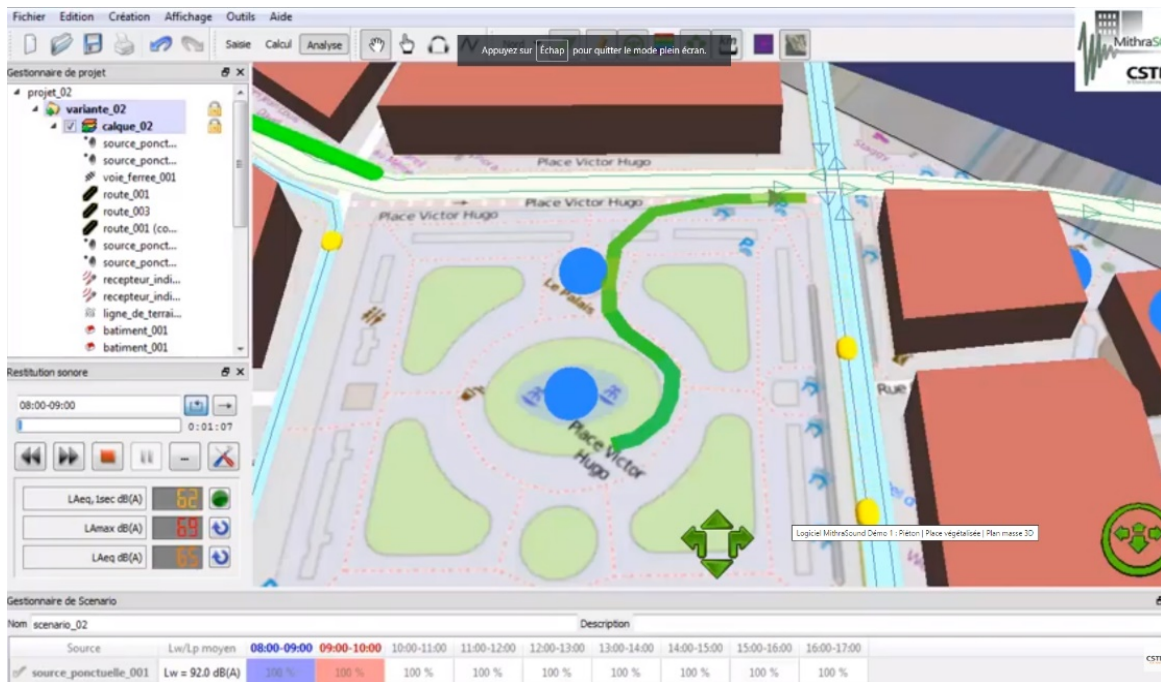 Fichier Edition Création Affichage Outils Aide
Saisie Calcul Analyse
Appuyez sur Échap pour quitter le mode plein écran.
Gestionnaire de projet
projet_02
variante_02
calque_02
source_ponct...
source_ponct...
voie_ferree_001
route_001
route_003
route_001 (co...
source_ponct...
source_ponct...
recepteur_indi...
recepteur_indi...
ligne_de_terrai...
batiment_001
batiment_001
Restitution sonore
08:00-09:00
0:01:07
LAeq, 1sec dB(A) 62
LAmax dB(A) 69
LAeq dB(A) 65
Place Victor Hugo
Place Victor Hugo
Place Victor Hugo
Le Palais
Place Victor
Hugo
Rue
Logiciel MithraSound Démo 1 : Piéton | Place végétalisée | Plan masse 3D
Gestionnaire de Scenario
Nom scenario_02 Description
Source Lw/Lp moyen 08:00-09:00 09:00-10:00 10:00-11:00 11:00-12:00 12:00-13:00 13:00-14:00 14:00-15:00 15:00-16:00 16:00-17:00
source_ponctuelle_001 Lw = 92.0 dB(A) 100 % 100 % 100 % 100 % 100 % 100 % 100 % 100 % 100 %